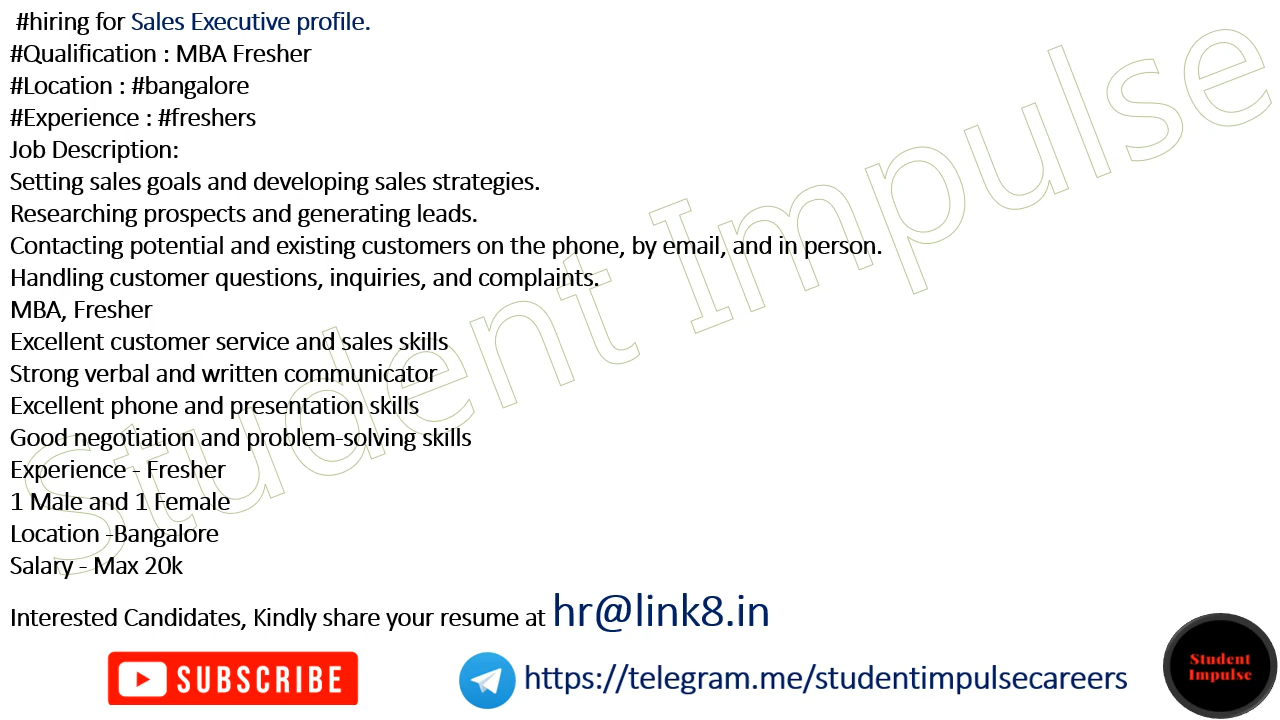 #hiring for Sales Executive profile.
#Qualification : MBA Fresher
#Location : #bangalore
#Experience : #freshers
Job Description:
Setting sales goals and developing sales strategies.
Researching prospects and generating leads.
Contacting potential and existing customers on the phone, by email, and in person.
Handling customer questions, inquiries, and complaints.
MBA, Fresher
Excellent customer service and sales skills
Strong verbal and written communicator
Excellent phone and presentation skills
Good negotiation and problem-solving skills
Experience - Fresher
1 Male and 1 Female
Location -Bangalore
Salary - Max 20k
Interested Candidates, Kindly share your resume at hr@link8.in
SUBSCRIBE
https://telegram.me/studentimpulsecareers
Student
Impulse
Student Impulse